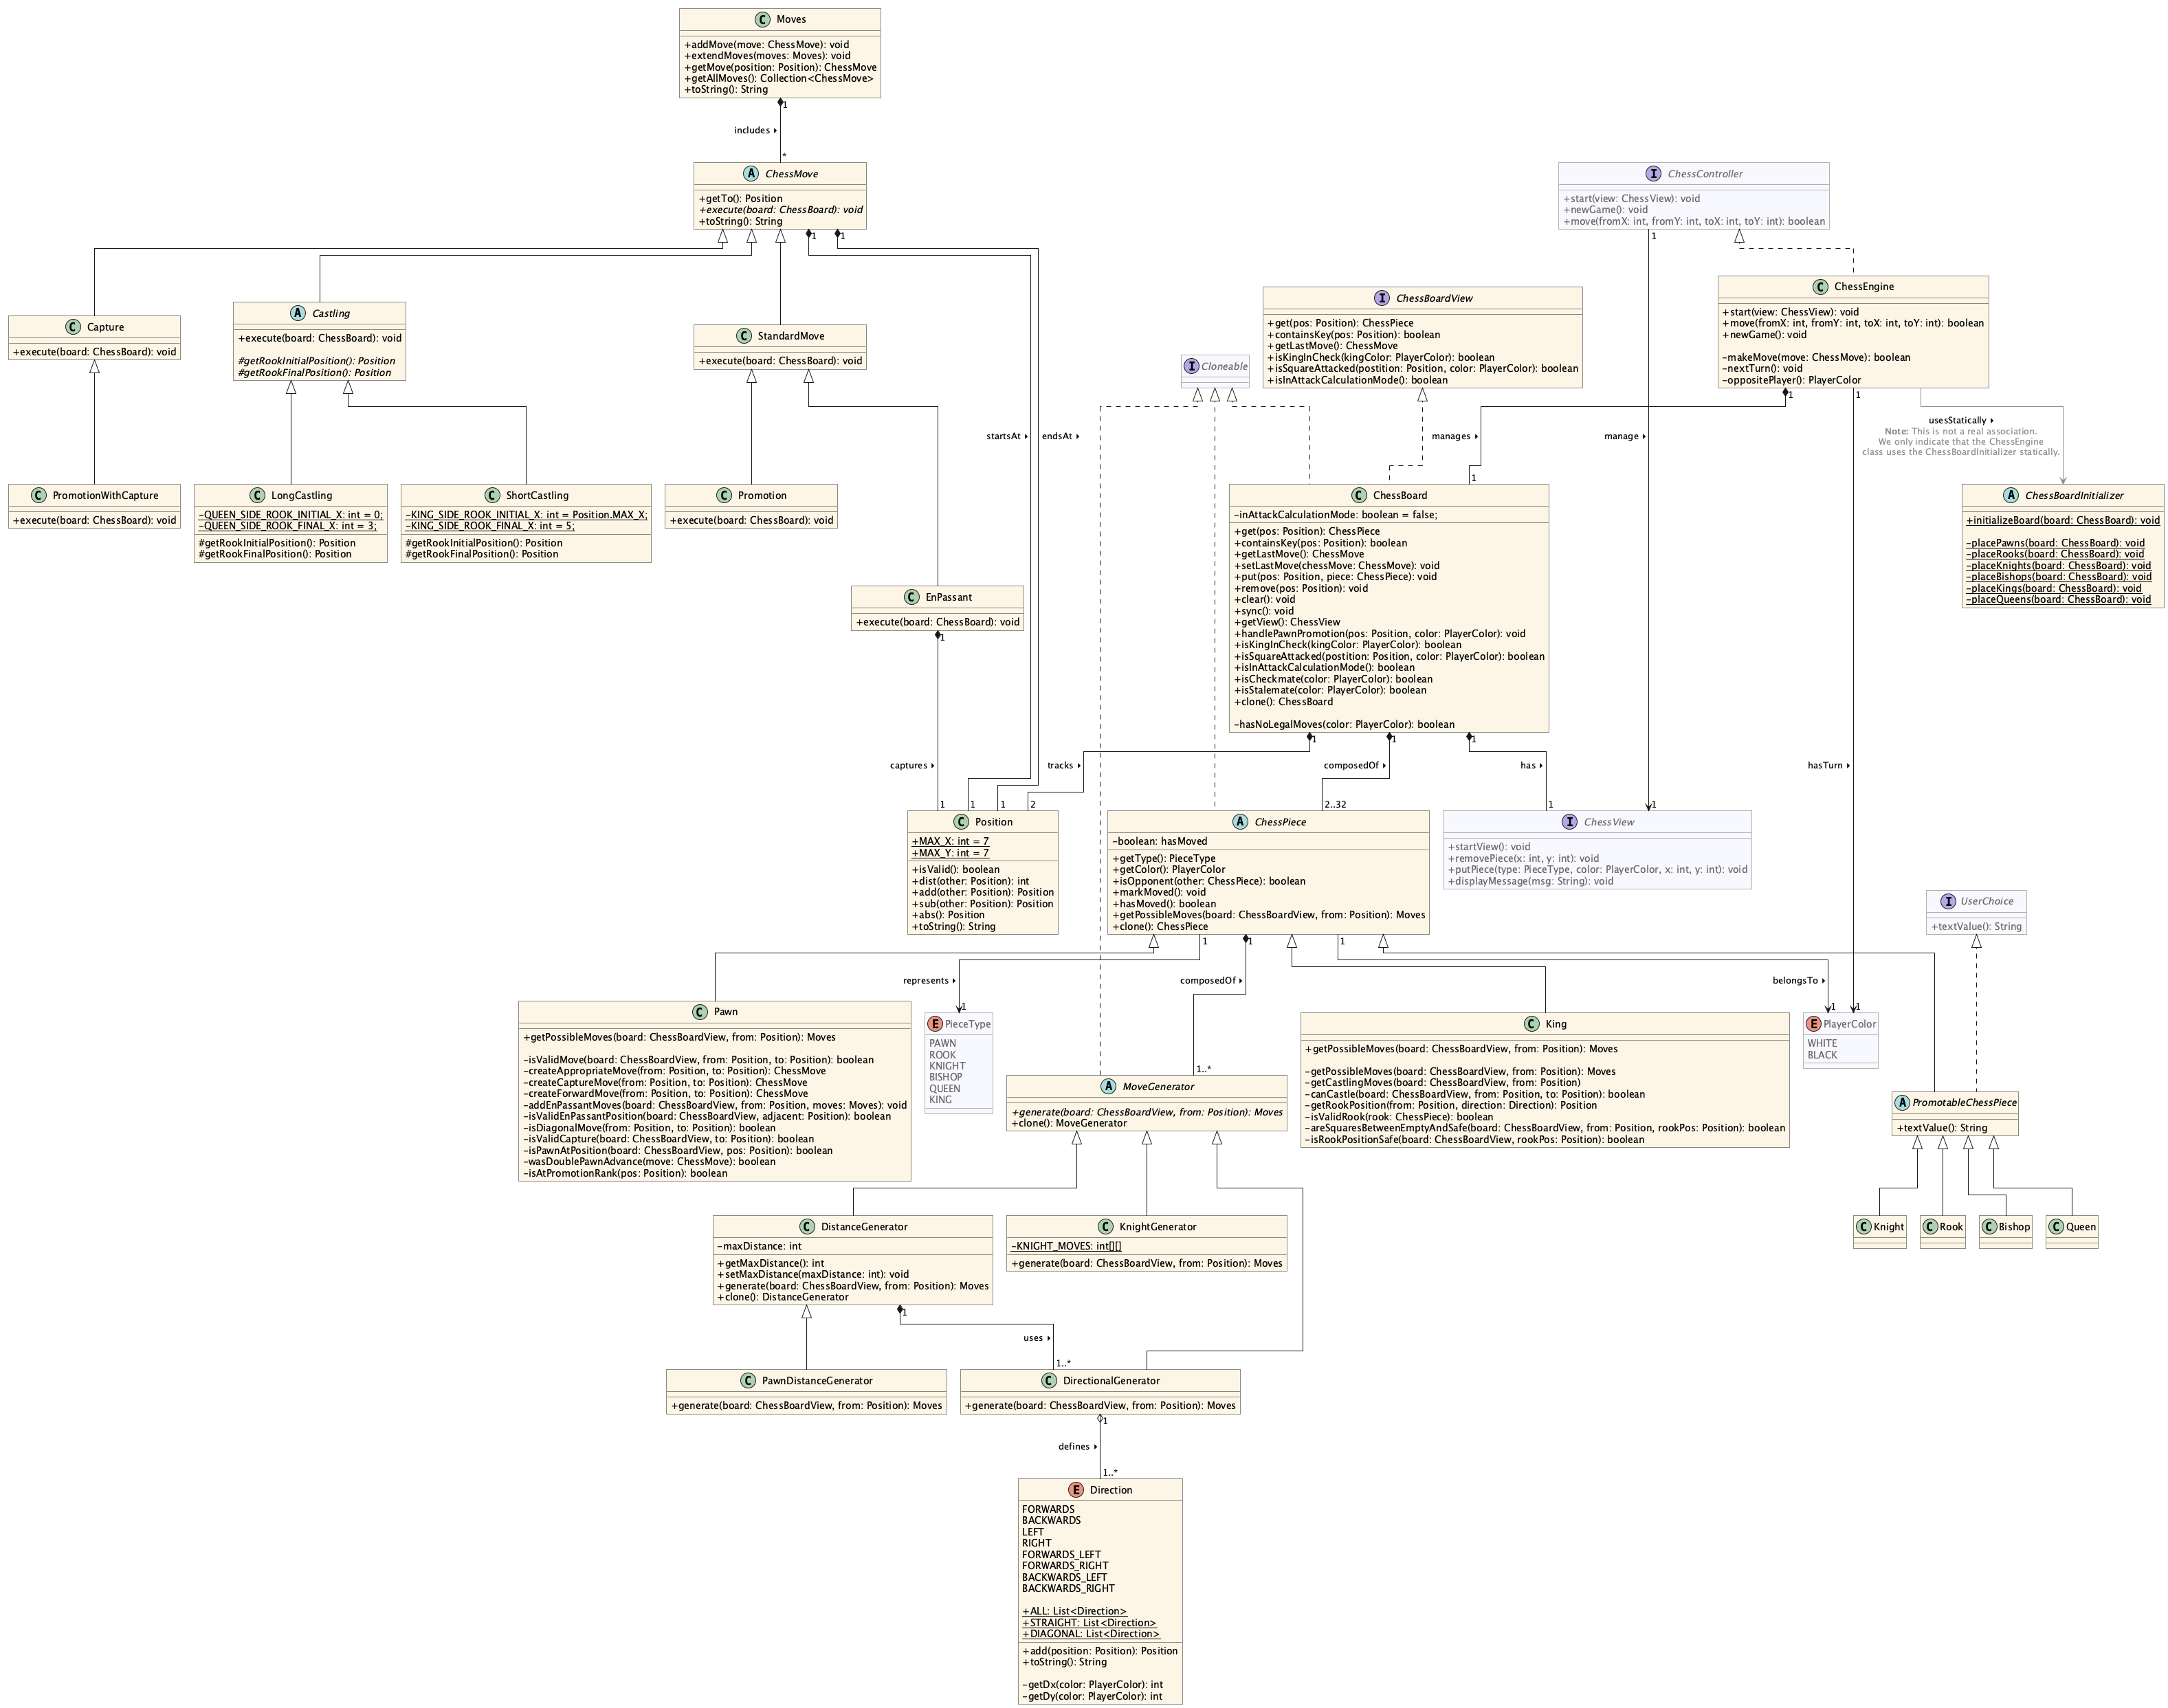 C Moves
+addMove(move: ChessMove): void
+extendMoves(moves: Moves): void
+getMove(position: Position): ChessMove
+getAllMoves(): Collection<ChessMove>
+toString(): String
1
includes
*
A ChessMove
+getTo(): Position
+execute(board: ChessBoard): void
+toString(): String
1
1
I ChessController
+start(view: ChessView): void
+newGame(): void
+move(fromX: int, fromY: int, toX: int, toY: int): boolean
1
C Capture
+execute(board: ChessBoard): void
A Castling
+execute(board: ChessBoard): void
#getRookInitialPosition(): Position
#getRookFinalPosition(): Position
C StandardMove
+execute(board: ChessBoard): void
I Cloneable
I ChessBoardView
+get(pos: Position): ChessPiece
+containsKey(pos: Position): boolean
+getLastMove(): ChessMove
+isKingInCheck(kingColor: PlayerColor): boolean
+isSquareAttacked(postition: Position, color: PlayerColor): boolean
+isInAttackCalculationMode(): boolean
C ChessEngine
+start(view: ChessView): void
+move(fromX: int, fromY: int, toX: int, toY: int): boolean
+newGame(): void
-makeMove(move: ChessMove): boolean
-nextTurn(): void
-oppositePlayer(): PlayerColor
1
1
startsAt
endsAt
manages
manage
usesStatically
Note: This is not a real association.
We only indicate that the ChessEngine
class uses the ChessBoardInitializer statically.
1
C PromotionWithCapture
+execute(board: ChessBoard): void
C LongCastling
-QUEEN_SIDE_ROOK_INITIAL_X: int = 0;
-QUEEN_SIDE_ROOK_FINAL_X: int = 3;
#getRookInitialPosition(): Position
#getRookFinalPosition(): Position
C ShortCastling
-KING_SIDE_ROOK_INITIAL_X: int = Position.MAX_X;
-KING_SIDE_ROOK_FINAL_X: int = 5;
#getRookInitialPosition(): Position
#getRookFinalPosition(): Position
C Promotion
+execute(board: ChessBoard): void
C EnPassant
+execute(board: ChessBoard): void
1
C ChessBoard
-inAttackCalculationMode: boolean = false;
+get(pos: Position): ChessPiece
+containsKey(pos: Position): boolean
+getLastMove(): ChessMove
+setLastMove(chessMove: ChessMove): void
+put(pos: Position, piece: ChessPiece): void
+remove(pos: Position): void
+clear(): void
+sync(): void
+getView(): ChessView
+handlePawnPromotion(pos: Position, color: PlayerColor): void
+isKingInCheck(kingColor: PlayerColor): boolean
+isSquareAttacked(postition: Position, color: PlayerColor): boolean
+isInAttackCalculationMode(): boolean
+isCheckmate(color: PlayerColor): boolean
+isStalemate(color: PlayerColor): boolean
+clone(): ChessBoard
-hasNoLegalMoves(color: PlayerColor): boolean
1
1
1
A ChessBoardInitializer
+initializeBoard(board: ChessBoard): void
-placePawns(board: ChessBoard): void
-placeRooks(board: ChessBoard): void
-placeKnights(board: ChessBoard): void
-placeBishops(board: ChessBoard): void
-placeKings(board: ChessBoard): void
-placeQueens(board: ChessBoard): void
captures
tracks
composedOf
has
hasTurn
1
1
1
2
2..32
1
1
C Position
+MAX_X: int = 7
+MAX_Y: int = 7
+isValid(): boolean
+dist(other: Position): int
+add(other: Position): Position
+sub(other: Position): Position
+abs(): Position
+toString(): String
A ChessPiece
-boolean: hasMoved
+getType(): PieceType
+getColor(): PlayerColor
+isOpponent(other: ChessPiece): boolean
+markMoved(): void
+hasMoved(): boolean
+getPossibleMoves(board: ChessBoardView, from: Position): Moves
+clone(): ChessPiece
1
1
1
I ChessView
+startView(): void
+removePiece(x: int, y: int): void
+putPiece(type: PieceType, color: PlayerColor, x: int, y: int): void
+displayMessage(msg: String): void
I UserChoice
+textValue(): String
represents
composedOf
belongsTo
1
1
1
C Pawn
+getPossibleMoves(board: ChessBoardView, from: Position): Moves
-isValidMove(board: ChessBoardView, from: Position, to: Position): boolean
-createAppropriateMove(from: Position, to: Position): ChessMove
-createCaptureMove(from: Position, to: Position): ChessMove
-createForwardMove(from: Position, to: Position): ChessMove
-addEnPassantMoves(board: ChessBoardView, from: Position, moves: Moves): void
-isValidEnPassantPosition(board: ChessBoardView, adjacent: Position): boolean
-isDiagonalMove(from: Position, to: Position): boolean
-isValidCapture(board: ChessBoardView, to: Position): boolean
-isPawnAtPosition(board: ChessBoardView, pos: Position): boolean
-wasDoublePawnAdvance(move: ChessMove): boolean
-isAtPromotionRank(pos: Position): boolean
E PieceType
PAWN
ROOK
KNIGHT
BISHOP
QUEEN
KING
1..*
A MoveGenerator
+generate(board: ChessBoardView, from: Position): Moves
+clone(): MoveGenerator
C King
+getPossibleMoves(board: ChessBoardView, from: Position): Moves
-getPossibleMoves(board: ChessBoardView, from: Position): Moves
-getCastlingMoves(board: ChessBoardView, from: Position)
-canCastle(board: ChessBoardView, from: Position, to: Position): boolean
-getRookPosition(from: Position, direction: Direction): Position
-isValidRook(rook: ChessPiece): boolean
-areSquaresBetweenEmptyAndSafe(board: ChessBoardView, from: Position, rookPos: Position): boolean
-isRookPositionSafe(board: ChessBoardView, rookPos: Position): boolean
E PlayerColor
WHITE
BLACK
A PromotableChessPiece
+textValue(): String
C DistanceGenerator
-maxDistance: int
+getMaxDistance(): int
+setMaxDistance(maxDistance: int): void
+generate(board: ChessBoardView, from: Position): Moves
+clone(): DistanceGenerator
1
C KnightGenerator
-KNIGHT_MOVES: int[][]
+generate(board: ChessBoardView, from: Position): Moves
C Knight
C Rook
C Bishop
C Queen
uses
1..*
C PawnDistanceGenerator
+generate(board: ChessBoardView, from: Position): Moves
C DirectionalGenerator
+generate(board: ChessBoardView, from: Position): Moves
1
defines
1..*
E Direction
FORWARDS
BACKWARDS
LEFT
RIGHT
FORWARDS_LEFT
FORWARDS_RIGHT
BACKWARDS_LEFT
BACKWARDS_RIGHT
+ALL: List<Direction>
+STRAIGHT: List<Direction>
+DIAGONAL: List<Direction>
+add(position: Position): Position
+toString(): String
-getDx(color: PlayerColor): int
-getDy(color: PlayerColor): int